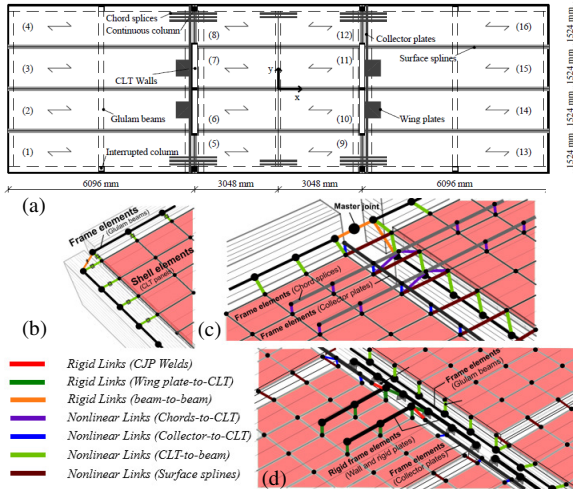 Chord splices
Continuous column
(4)
(8)
(12)
Collector plates
(16)
1524 mm
(3)
(7)
(11)
Surface splines
(15)
CLT Walls
y
x
1524 mm
(2)
Glulam beams
(6)
(10)
Wing plates
(14)
1524 mm
(1)
Interrupted column
(5)
(9)
(13)
1524 mm
6096 mm
3048 mm
3048 mm
6096 mm
(a)
Frame elements
(Glulam beams)
Shell elements
(CLT panels)
(b)
Master joint
Frame elements (Chord splices)
Frame elements (Collector plates)
(c)
Rigid Links (CJP Welds)
Rigid Links (Wing plate-to-CLT)
Rigid Links (beam-to-beam)
Nonlinear Links (Chords-to-CLT)
Nonlinear Links (Collector-to-CLT)
Nonlinear Links (CLT-to-beam)
Nonlinear Links (Surface splines)
Frame elements
(Glulam beams)
Rigid frame elements
(Wall and rigid plates)
Frame elements
(Collector plates)
(d)